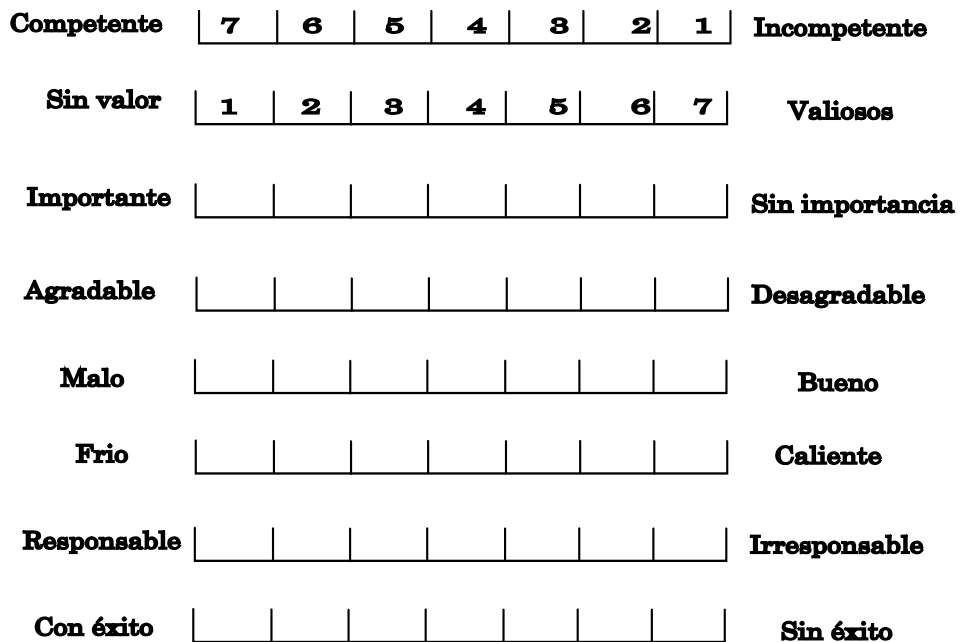 Competente 7 6 5 4 3 2 1 Incompetente
Sin valor 1 2 3 4 5 6 7 Valiosos
Importante Sin importancia
Agradable Desagradable
Malo Bueno
Frio Caliente
Responsable Irresponsable
Con éxito Sin éxito